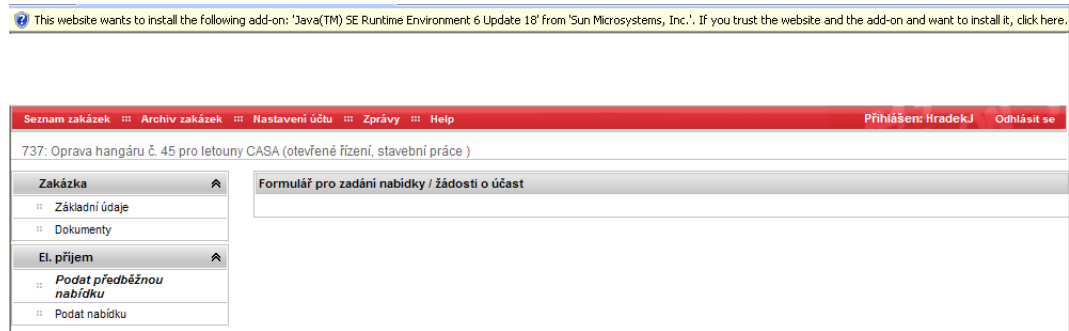 This website wants to install the following add-on: 'Java(TM) SE Runtime Environment 6 Update 18' from 'Sun Microsystems, Inc.'. If you trust the website and the add-on and want to install it, click here.
Seznam zakázek Archiv zakázek Nastavení účtu Zprávy Help Přihlášen: HradekJ Odhlásit se
737: Oprava hangáru č. 45 pro letouny CASA (otevřené řízení, stavební práce )
Zakázka
Základní údaje
Dokumenty
El. příjem
Podat předběžnou
nabídku
Podat nabídku
Formulář pro zadání nabídky / žádosti o účast